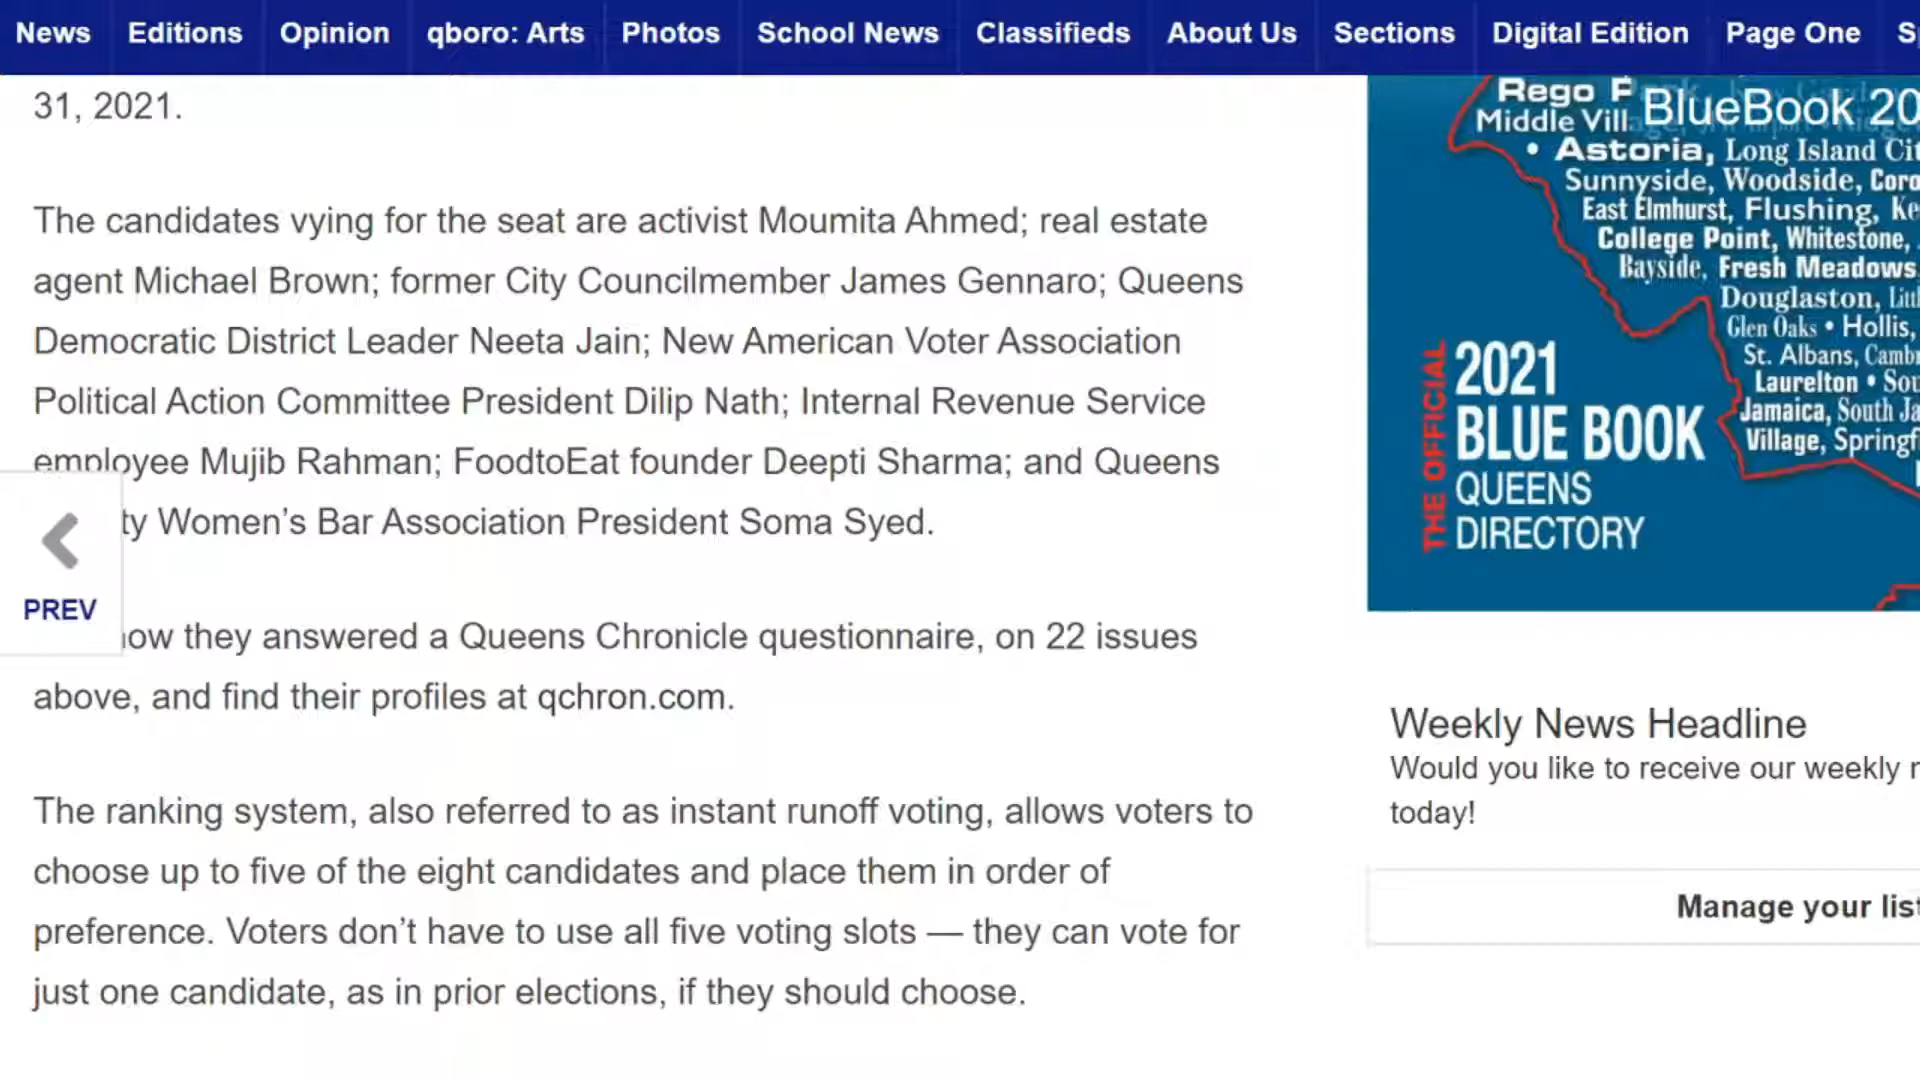 News Editions Opinion qboro: Arts Photos School News Classifieds About Us Sections Digital Edition Page One
31, 2021.
The candidates vying for the seat are activist Moumita Ahmed; real estate
agent Michael Brown; former City Councilmember James Gennaro; Queens
Democratic District Leader Neeta Jain; New American Voter Association
Political Action Committee President Dilip Nath; Internal Revenue Service
employee Mujib Rahman; FoodtoEat founder Deepti Sharma; and Queens
ty Women’s Bar Association President Soma Syed.
PREV
ow they answered a Queens Chronicle questionnaire, on 22 issues
above, and find their profiles at qchron.com.
The ranking system, also referred to as instant runoff voting, allows voters to
choose up to five of the eight candidates and place them in order of
preference. Voters don’t have to use all five voting slots — they can vote for
just one candidate, as in prior elections, if they should choose.
BlueBook 20
Rego P
Middle Vill
• Astoria, Long Island Cit
Sunnyside, Woodside, Coro
East Elmhurst, Flushing, Ke
College Point, Whitestone,
Bayside, Fresh Meadows
Douglaston, Litt
Glen Oaks • Hollis,
St. Albans, Camb
Laurelton • Sou
Jamaica, South Ja
Village, Springf
THE OFFICIAL
2021
BLUE BOOK
QUEENS
DIRECTORY
Weekly News Headline
Would you like to receive our weekly
today!
Manage your list